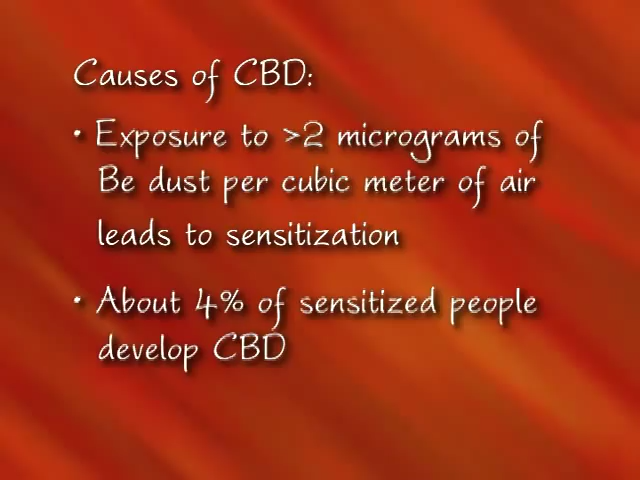 Causes of CBD:
• Exposure to >2 micrograms of
Be dust per cubic meter of air
leads to sensitization
• About 4% of sensitized people
develop CBD